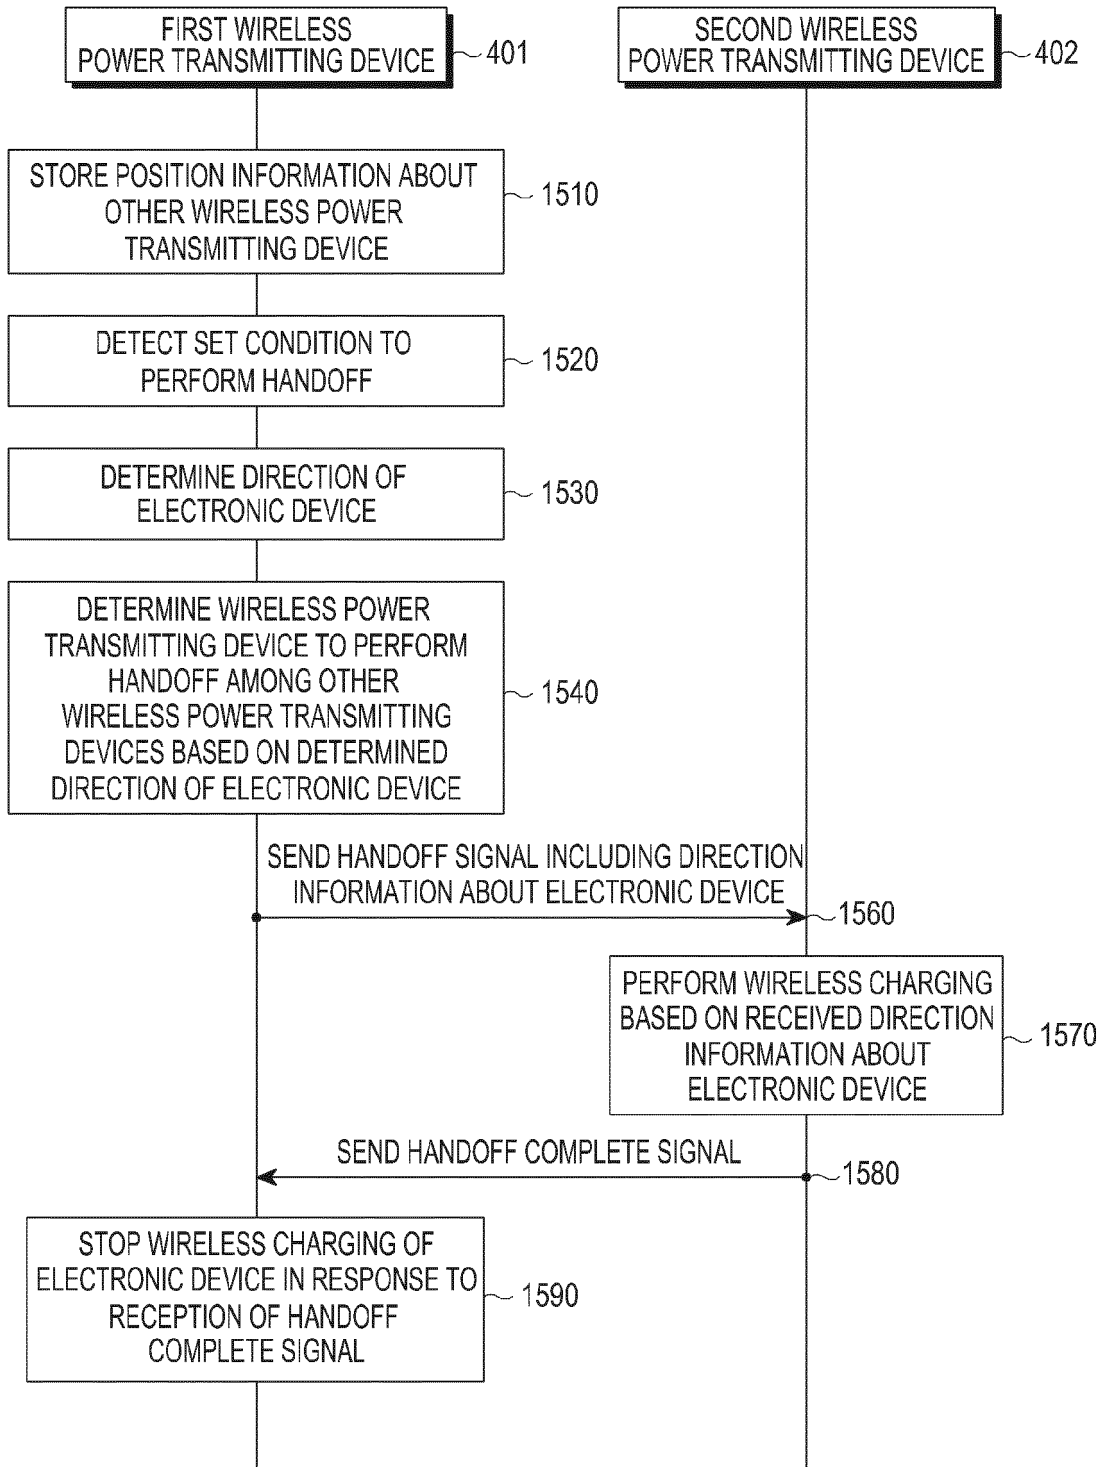 FIRST WIRELESS
POWER TRANSMITTING DEVICE
401
SECOND WIRELESS
POWER TRANSMITTING DEVICE
402
STORE POSITION INFORMATION ABOUT
OTHER WIRELESS POWER
TRANSMITTING DEVICE
1510
DETECT SET CONDITION TO
PERFORM HANDOFF
1520
DETERMINE DIRECTION OF
ELECTRONIC DEVICE
1530
DETERMINE WIRELESS POWER
TRANSMITTING DEVICE TO PERFORM
HANDOFF AMONG OTHER
WIRELESS POWER TRANSMITTING
DEVICES BASED ON DETERMINED
DIRECTION OF ELECTRONIC DEVICE
1540
SEND HANDOFF SIGNAL INCLUDING DIRECTION
INFORMATION ABOUT ELECTRONIC DEVICE
1560
PERFORM WIRELESS CHARGING
BASED ON RECEIVED DIRECTION
INFORMATION ABOUT
ELECTRONIC DEVICE
1570
SEND HANDOFF COMPLETE SIGNAL
1580
STOP WIRELESS CHARGING OF
ELECTRONIC DEVICE IN RESPONSE TO
RECEPTION OF HANDOFF
COMPLETE SIGNAL
1590